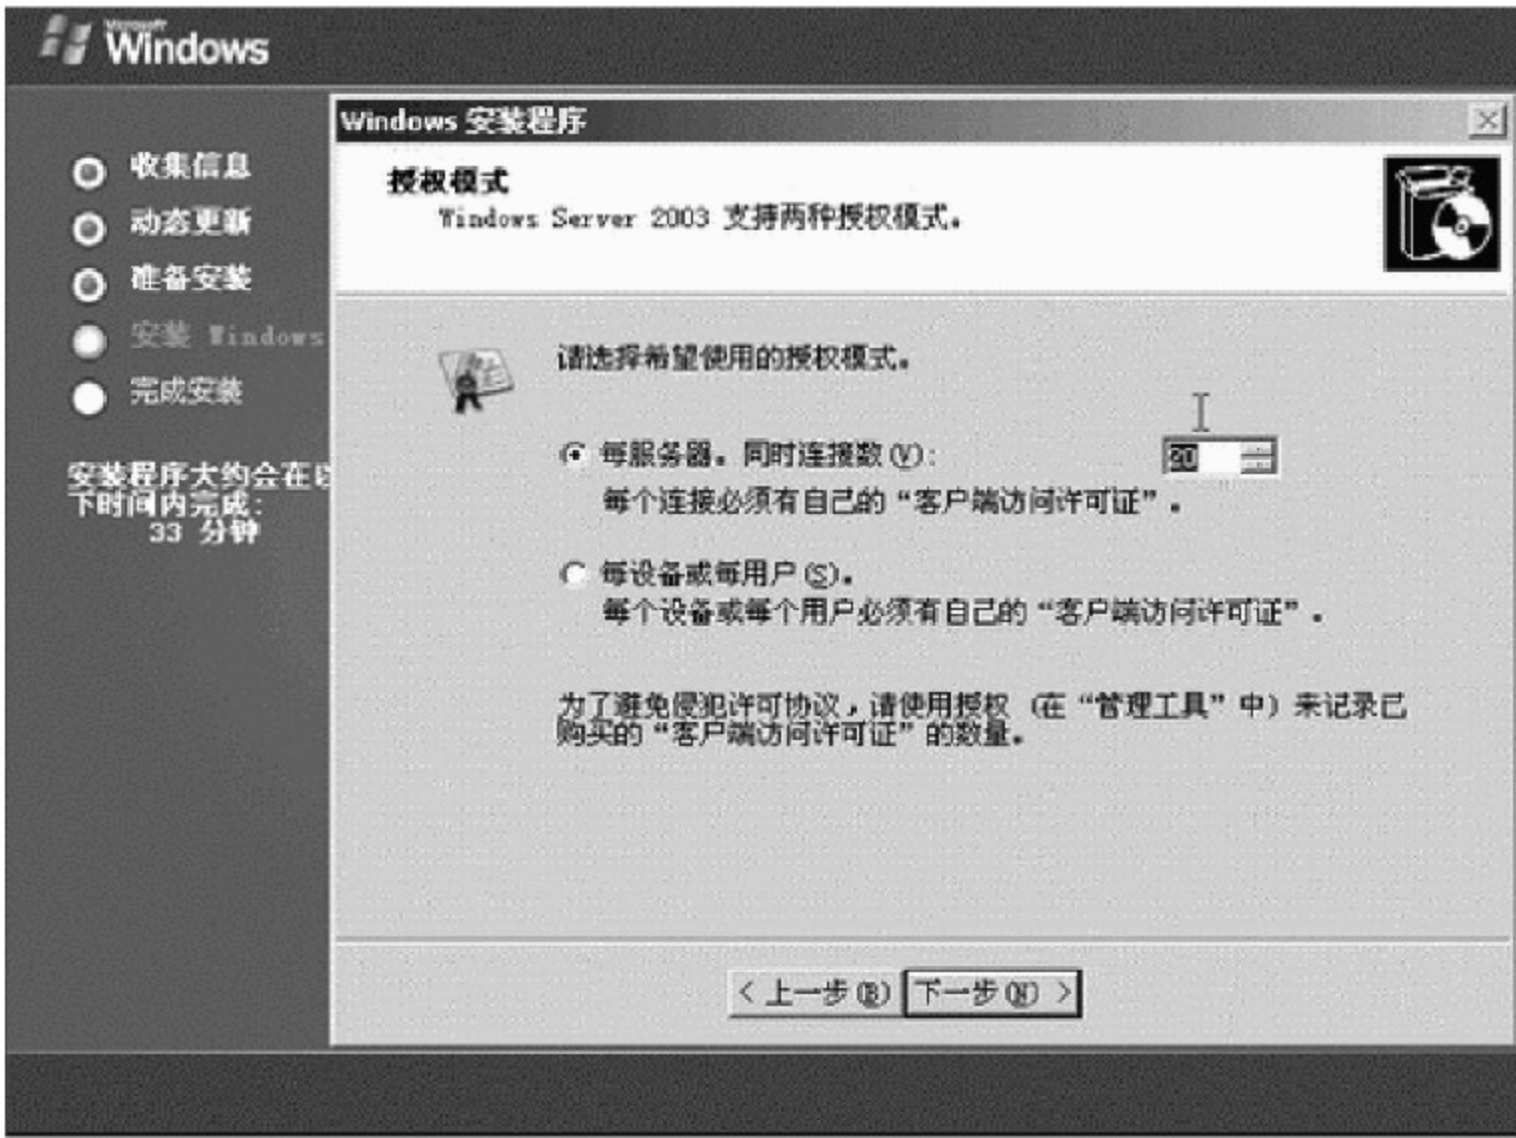 Microsoft
Windows
收集信息
动态更新
准备安装
安装 Windows
完成安装
安装程序大约会在以
下时间内完成:
33 分钟
Windows 安装程序
授权模式
Windows Server 2003 支持两种授权模式。
请选择希望使用的授权模式。
每服务器。同时连接数(V):
20
每个连接必须有自己的“客户端访问许可证”。
每设备或每用户(S)。
每个设备或每个用户必须有自己的“客户端访问许可证”。
为了避免侵犯许可协议，请使用授权（在“管理工具”中）来记录已
购买的“客户端访问许可证”的数量。
< 上一步(B)
下一步(N) >